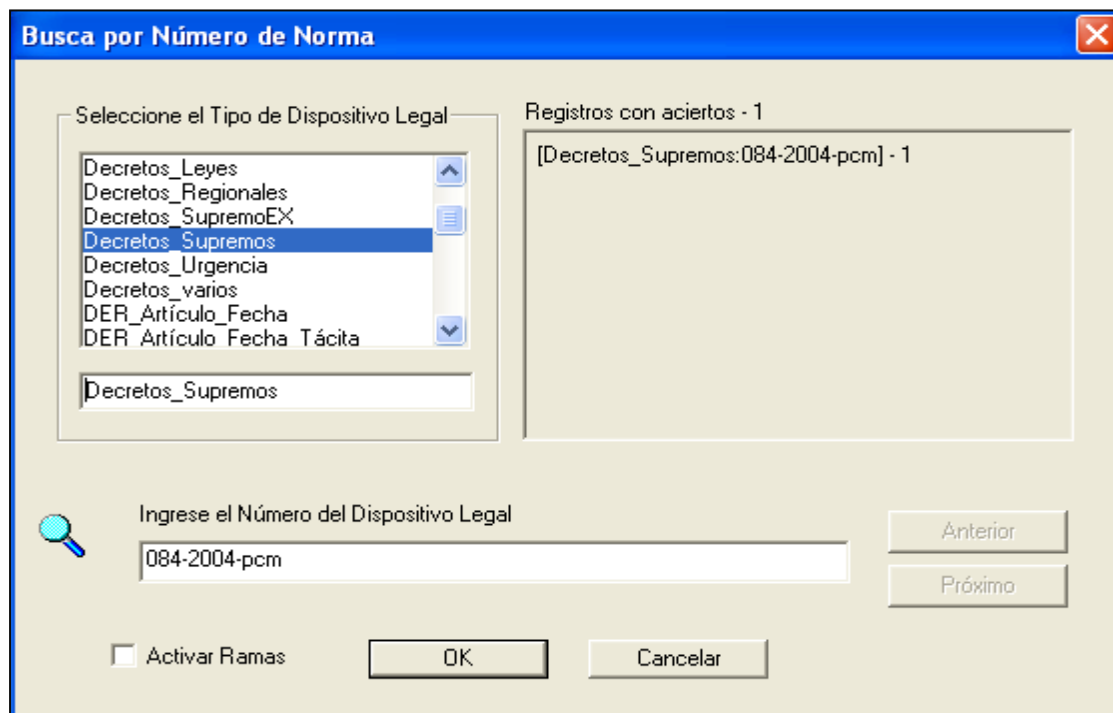 Busca por Número de Norma
Seleccione el Tipo de Dispositivo Legal
Decretos_Leyes
Decretos_Regionales
Decretos_SupremoEX
Decretos_Supremos
Decretos_Urgencia
Decretos_varios
DER_Artículo_Fecha
DER_Artículo_Fecha_Tácita
Decretos_Supremos
Registros con aciertos - 1
[Decretos_Supremos:084-2004-pcm] - 1
Ingrese el Número del Dispositivo Legal
084-2004-pcm
Anterior
Próximo
Activar Ramas
OK
Cancelar